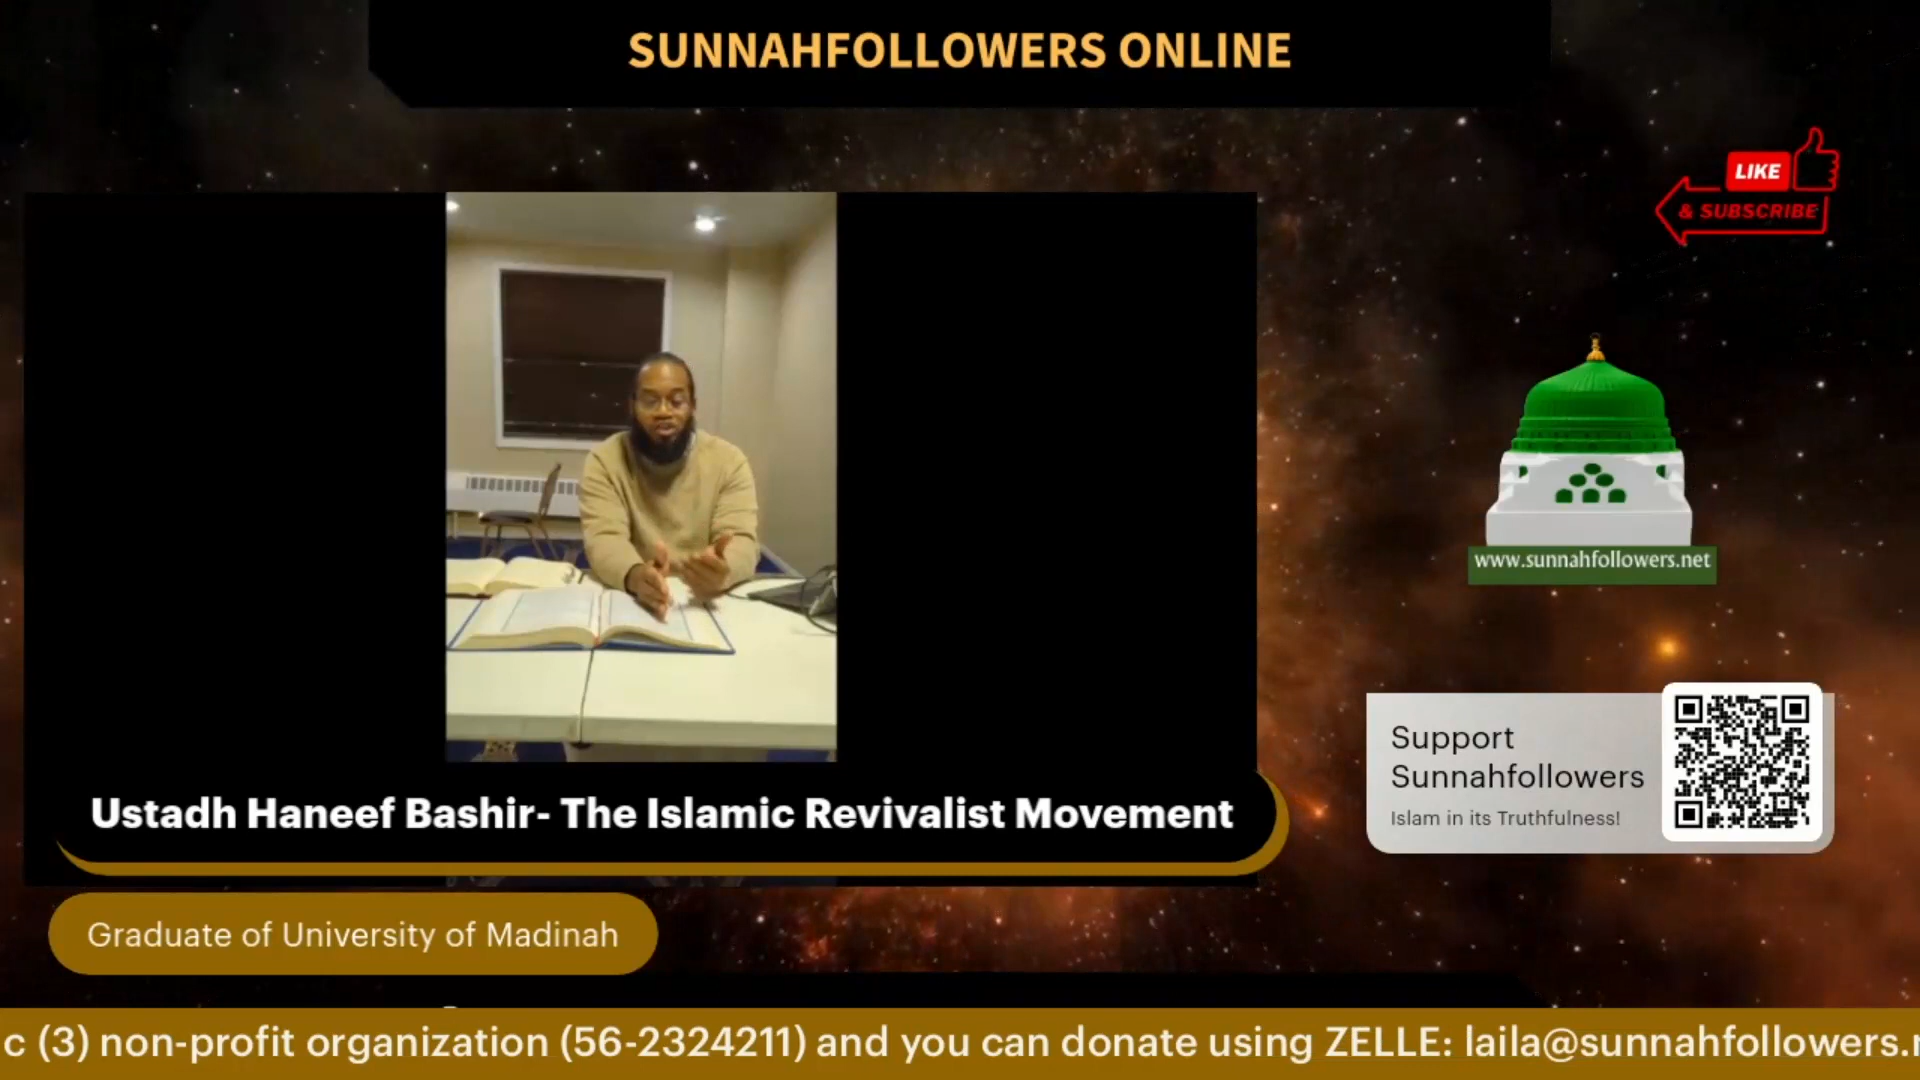 SUNNAHFOLLOWERS ONLINE
LIKE
& SUBSCRIBE
www.sunnahfollowers.net
Support
Sunnahfollowers
Islam in its Truthfulness!
Ustadh Haneef Bashir- The Islamic Revivalist Movement
Graduate of University of Madinah
c (3) non-profit organization (56-2324211) and you can donate using ZELLE: laila@sunnahfollowers.